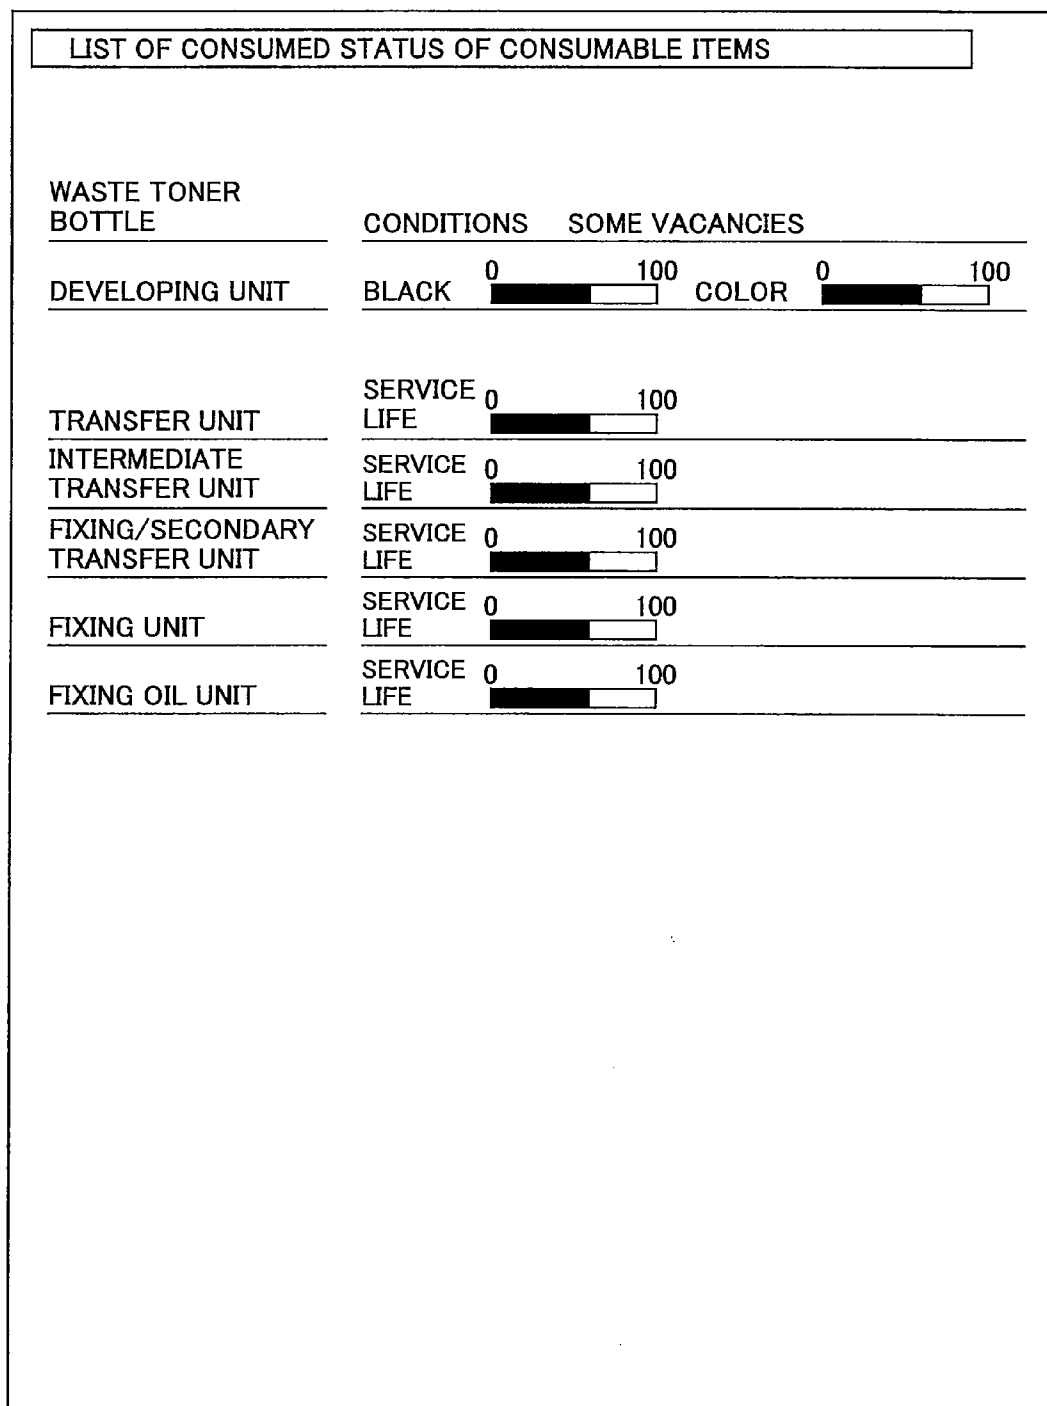 LIST OF CONSUMED STATUS OF CONSUMABLE ITEMS
WASTE TONER
BOTTLE CONDITIONS SOME VACANCIES
0 100 0 100
DEVELOPING UNIT BLACK COLOR
SERVICE 0 100
TRANSFER UNIT LIFE
INTERMEDIATE SERVICE 0 100
TRANSFER UNIT LIFE
FIXING/SECONDARY SERVICE 0 100
TRANSFER UNIT LIFE
SERVICE 0 100
FIXING UNIT LIFE
SERVICE 0 100
FIXING OIL UNIT LIFE